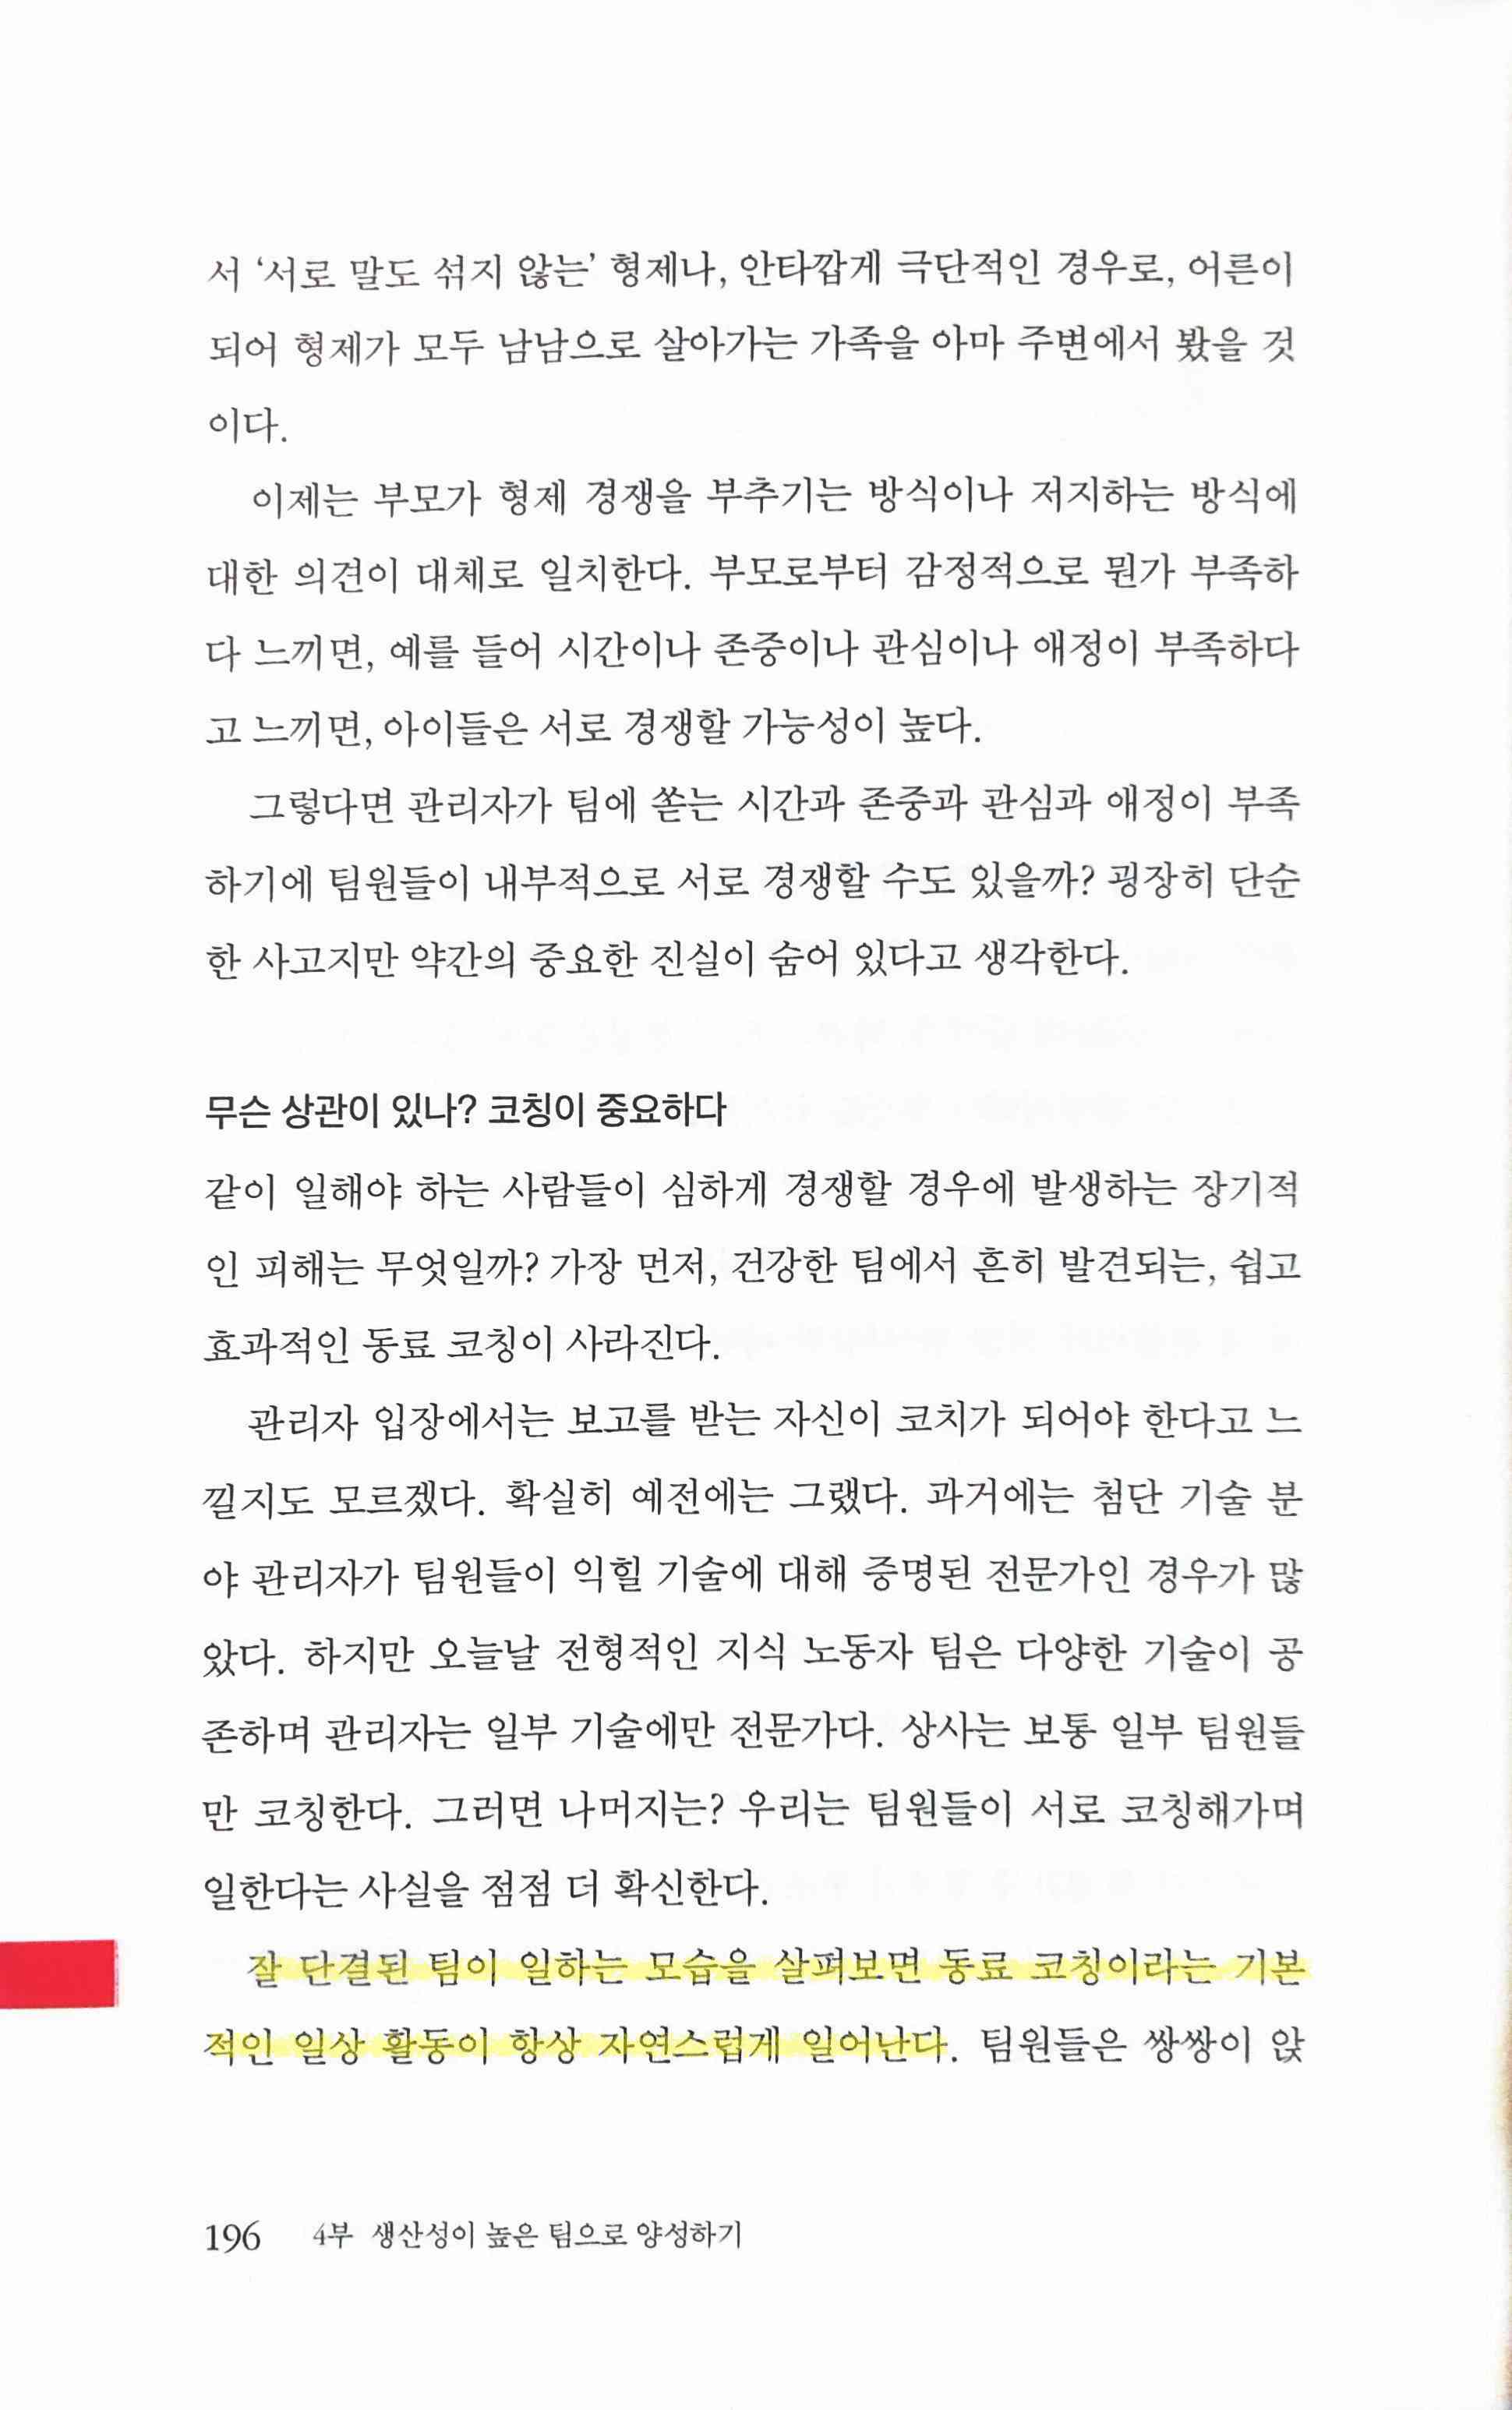 서 ‘서로 말도 섞지 않는’ 형제나, 안타깝게 극단적인 경우로, 어른이
되어 형제가 모두 남남으로 살아가는 가족을 아마 주변에서 봤을 것
이다.
이제는 부모가 형제 경쟁을 부추기는 방식이나 저지하는 방식에
대한 의견이 대체로 일치한다. 부모로부터 감정적으로 뭔가 부족하
다 느끼면, 예를 들어 시간이나 존중이나 관심이나 애정이 부족하다
고 느끼면, 아이들은 서로 경쟁할 가능성이 높다.
그렇다면 관리자가 팀에 쏟는 시간과 존중과 관심과 애정이 부족
하기에 팀원들이 내부적으로 서로 경쟁할 수도 있을까? 굉장히 단순
한 사고지만 약간의 중요한 진실이 숨어 있다고 생각한다.
무슨 상관이 있나? 코칭이 중요하다
같이 일해야 하는 사람들이 심하게 경쟁할 경우에 발생하는 장기적
인 피해는 무엇일까? 가장 먼저, 건강한 팀에서 흔히 발견되는, 쉽고
효과적인 동료 코칭이 사라진다.
관리자 입장에서는 보고를 받는 자신이 코치가 되어야 한다고 느
낄지도 모르겠다. 확실히 예전에는 그랬다. 과거에는 첨단 기술 분
야 관리자가 팀원들이 익힐 기술에 대해 증명된 전문가인 경우가 많
았다. 하지만 오늘날 전형적인 지식 노동자 팀은 다양한 기술이 공
존하며 관리자는 일부 기술에만 전문가다. 상사는 보통 일부 팀원들
만 코칭한다. 그러면 나머지는? 우리는 팀원들이 서로 코칭해가며
일한다는 사실을 점점 더 확신한다.
잘 단결된 팀이 일하는 모습을 살펴보면 동료 코칭이라는 기본
적인 일상 활동이 항상 자연스럽게 일어난다. 팀원들은 쌍쌍이 앉
196 4부 생산성이 높은 팀으로 양성하기